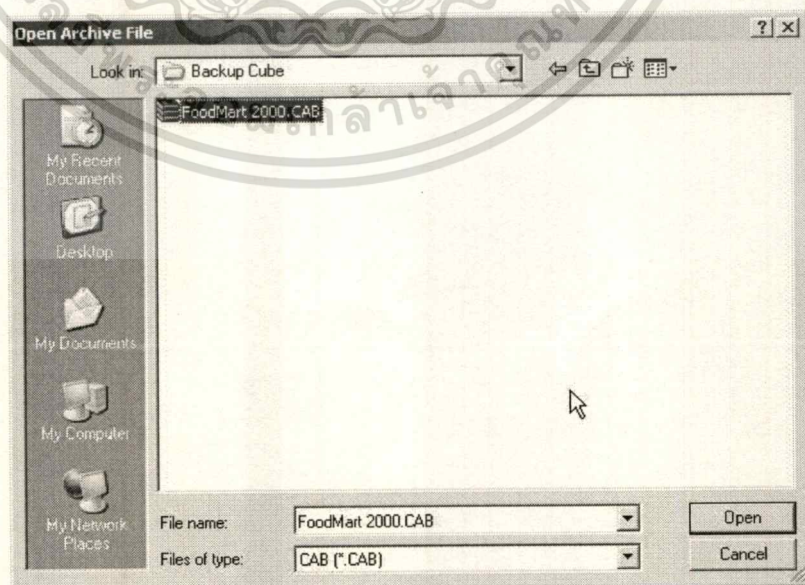 Open Archive File
Look in:
Backup Cube
FoodMart 2000.CAB
My Recent
Documents
Desktop
My Documents
My Computer
My Network
Places
File name:
FoodMart 2000.CAB
Open
Files of type:
CAB (*.CAB)
Cancel